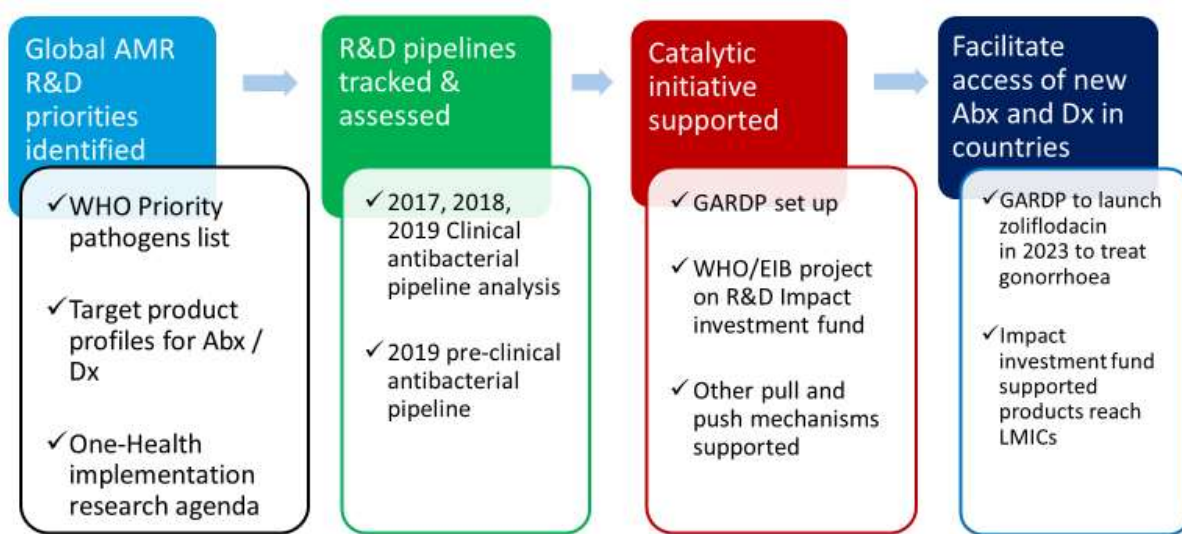 Global AMR
R&D
priorities
identified
✓WHO Priority
pathogens list
✓Target product
profiles for Abx /
Dx
✓One-Health
implementation
research agenda
R&D pipelines
tracked &
assessed
✓2017, 2018,
2019 Clinical
antibacterial
pipeline analysis
✓2019 pre-clinical
antibacterial
pipeline
Catalytic
initiative
supported
✓GARDP set up
✓WHO/EIB project
on R&D Impact
investment fund
✓Other pull and
push mechanisms
supported
Facilitate
access of new
Abx and Dx in
countries
✓GARDP to launch
zoliflodacin
in 2023 to treat
gonorrhoea
✓Impact
investment fund
supported
products reach
LMICs